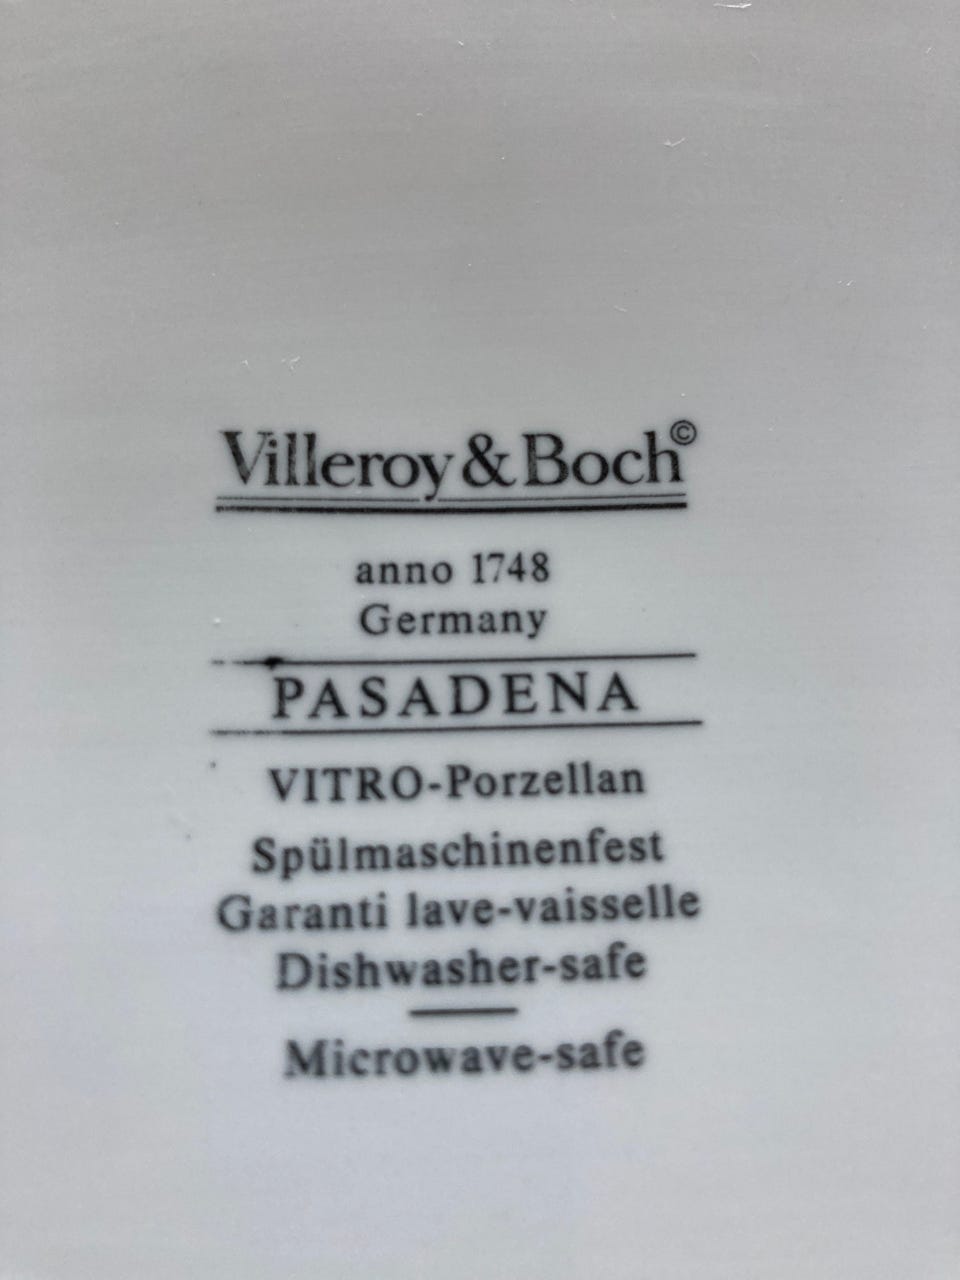 Villeroy & Boch©
anno 1748
Germany
PASADENA
VITRO-Porzellan
Spülmaschinenfest
Garanti lave-vaisselle
Dishwasher-safe
Microwave-safe